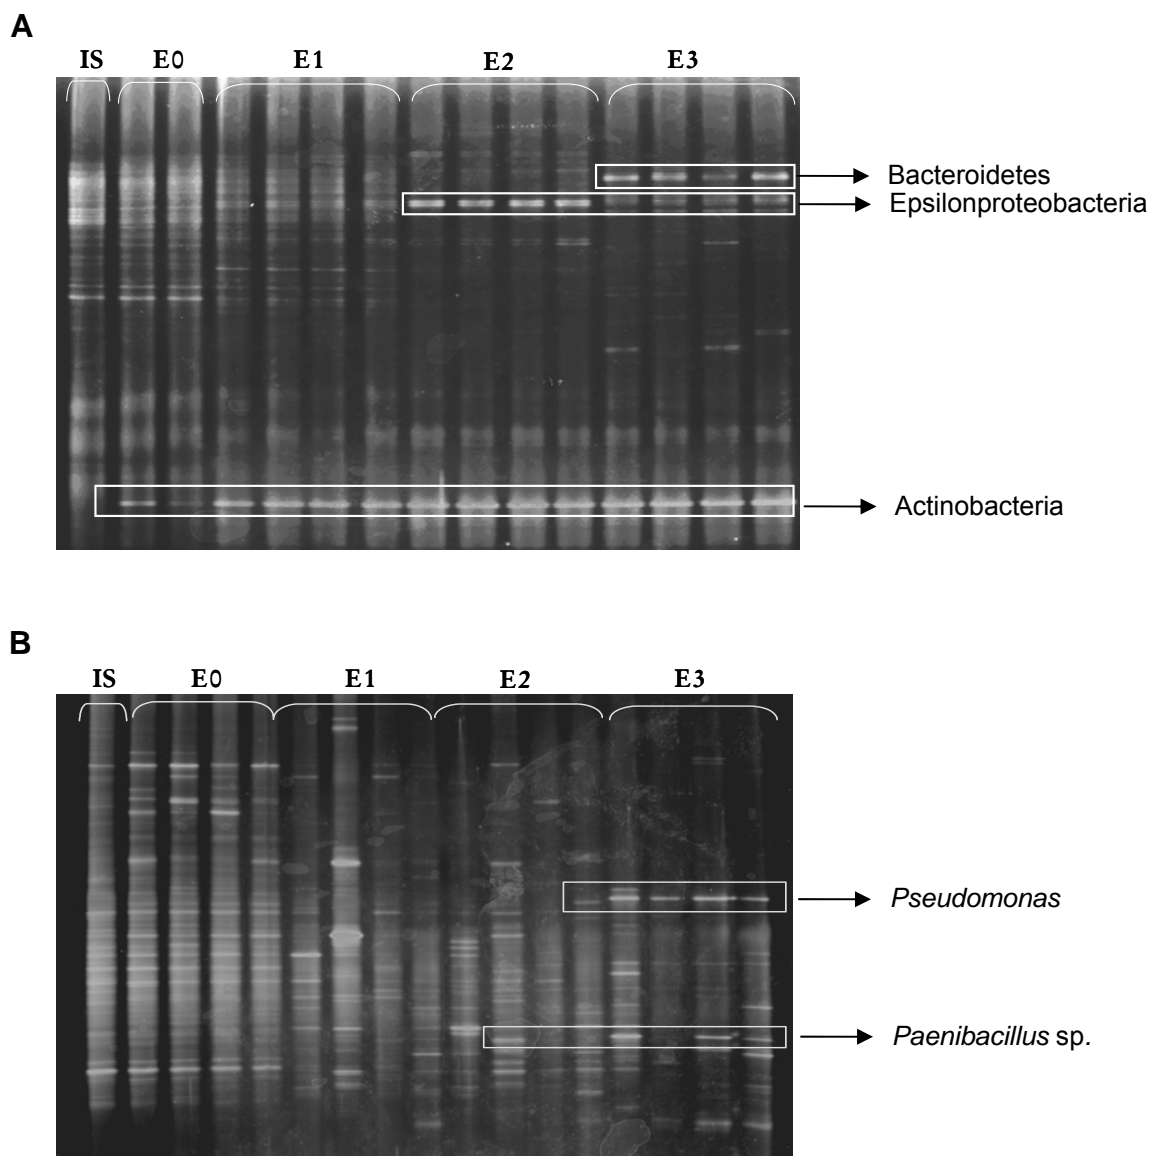 A
IS E0 E1 E2 E3
Bacteroidetes
Epsilonproteobacteria
Actinobacteria
B
IS E0 E1 E2 E3
Pseudomonas
Paenibacillus sp.